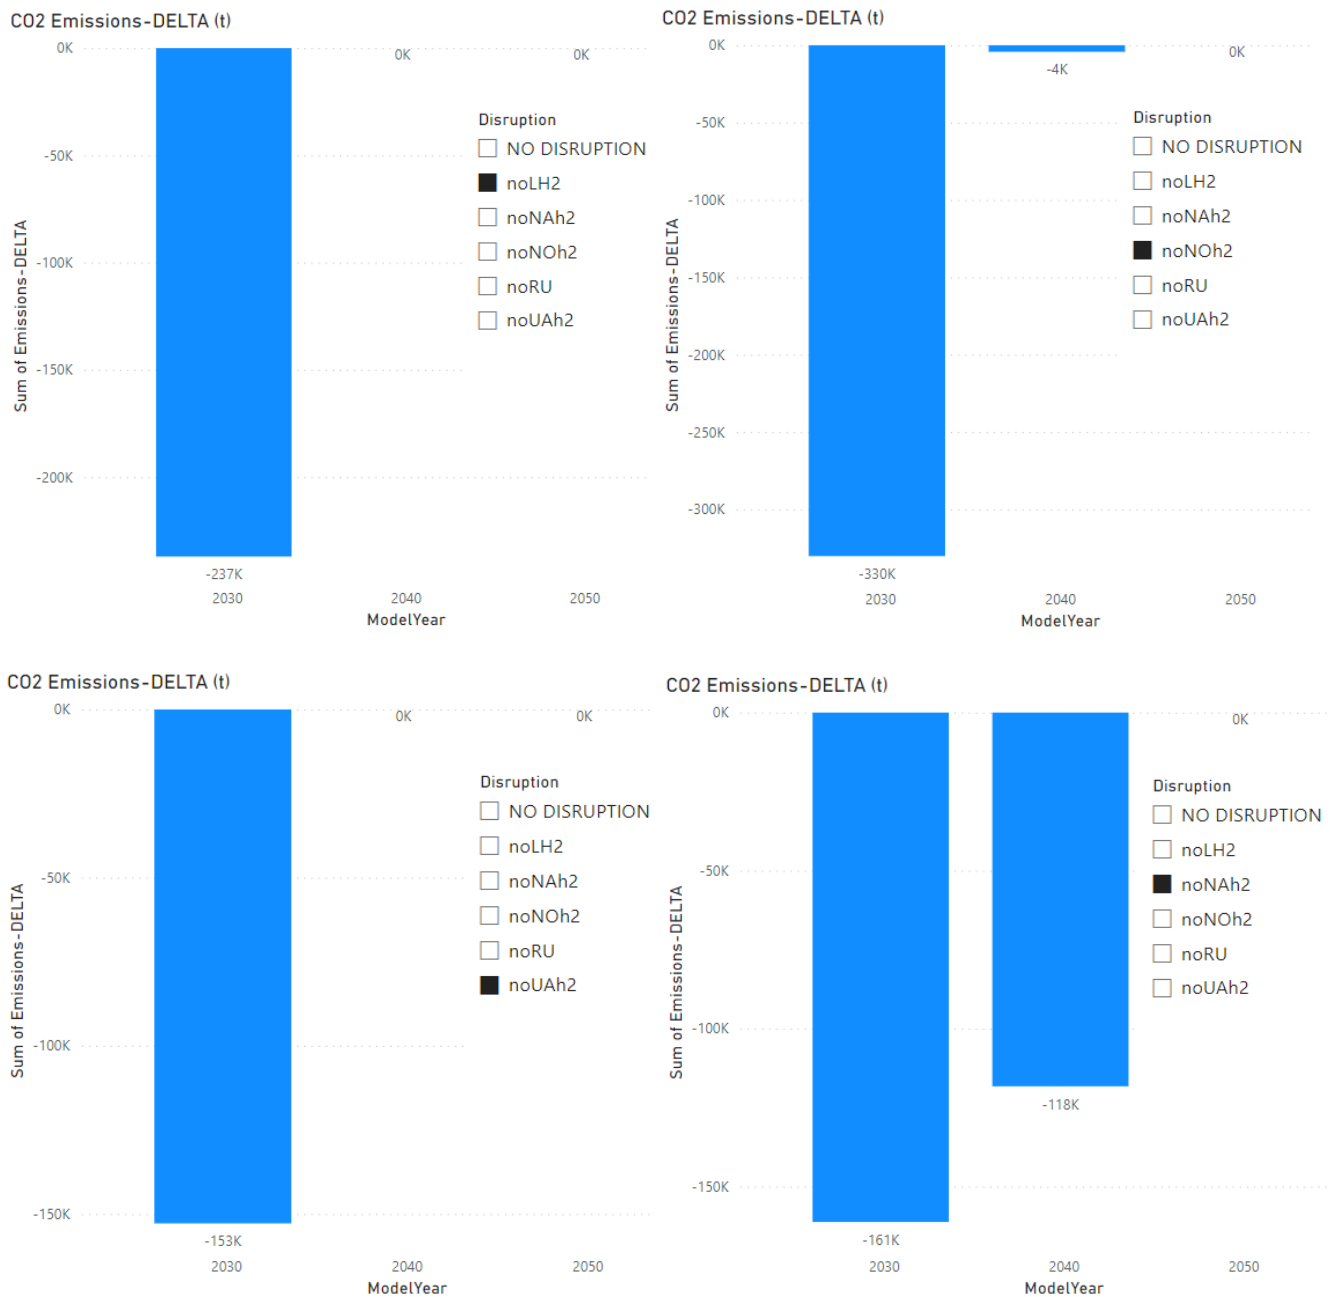 CO2 Emissions-DELTA (t)
0K
0K
0K
-50K
-100K
-150K
-200K
Sum of Emissions-DELTA
-237K
2030
2040
2050
ModelYear
Disruption
NO DISRUPTION
noLH2
noNAh2
noNOh2
noRU
noUAh2
CO2 Emissions-DELTA (t)
0K
-4K
0K
-50K
-100K
-150K
-200K
-250K
-300K
Sum of Emissions-DELTA
-330K
2030
2040
2050
ModelYear
Disruption
NO DISRUPTION
noLH2
noNAh2
noNOh2
noRU
noUAh2
CO2 Emissions-DELTA (t)
0K
0K
0K
-50K
-100K
-150K
Sum of Emissions-DELTA
-153K
2030
2040
2050
ModelYear
Disruption
NO DISRUPTION
noLH2
noNAh2
noNOh2
noRU
noUAh2
CO2 Emissions-DELTA (t)
0K
0K
-50K
-100K
-150K
Sum of Emissions-DELTA
-161K
-118K
2030
2040
2050
ModelYear
Disruption
NO DISRUPTION
noLH2
noNAh2
noNOh2
noRU
noUAh2